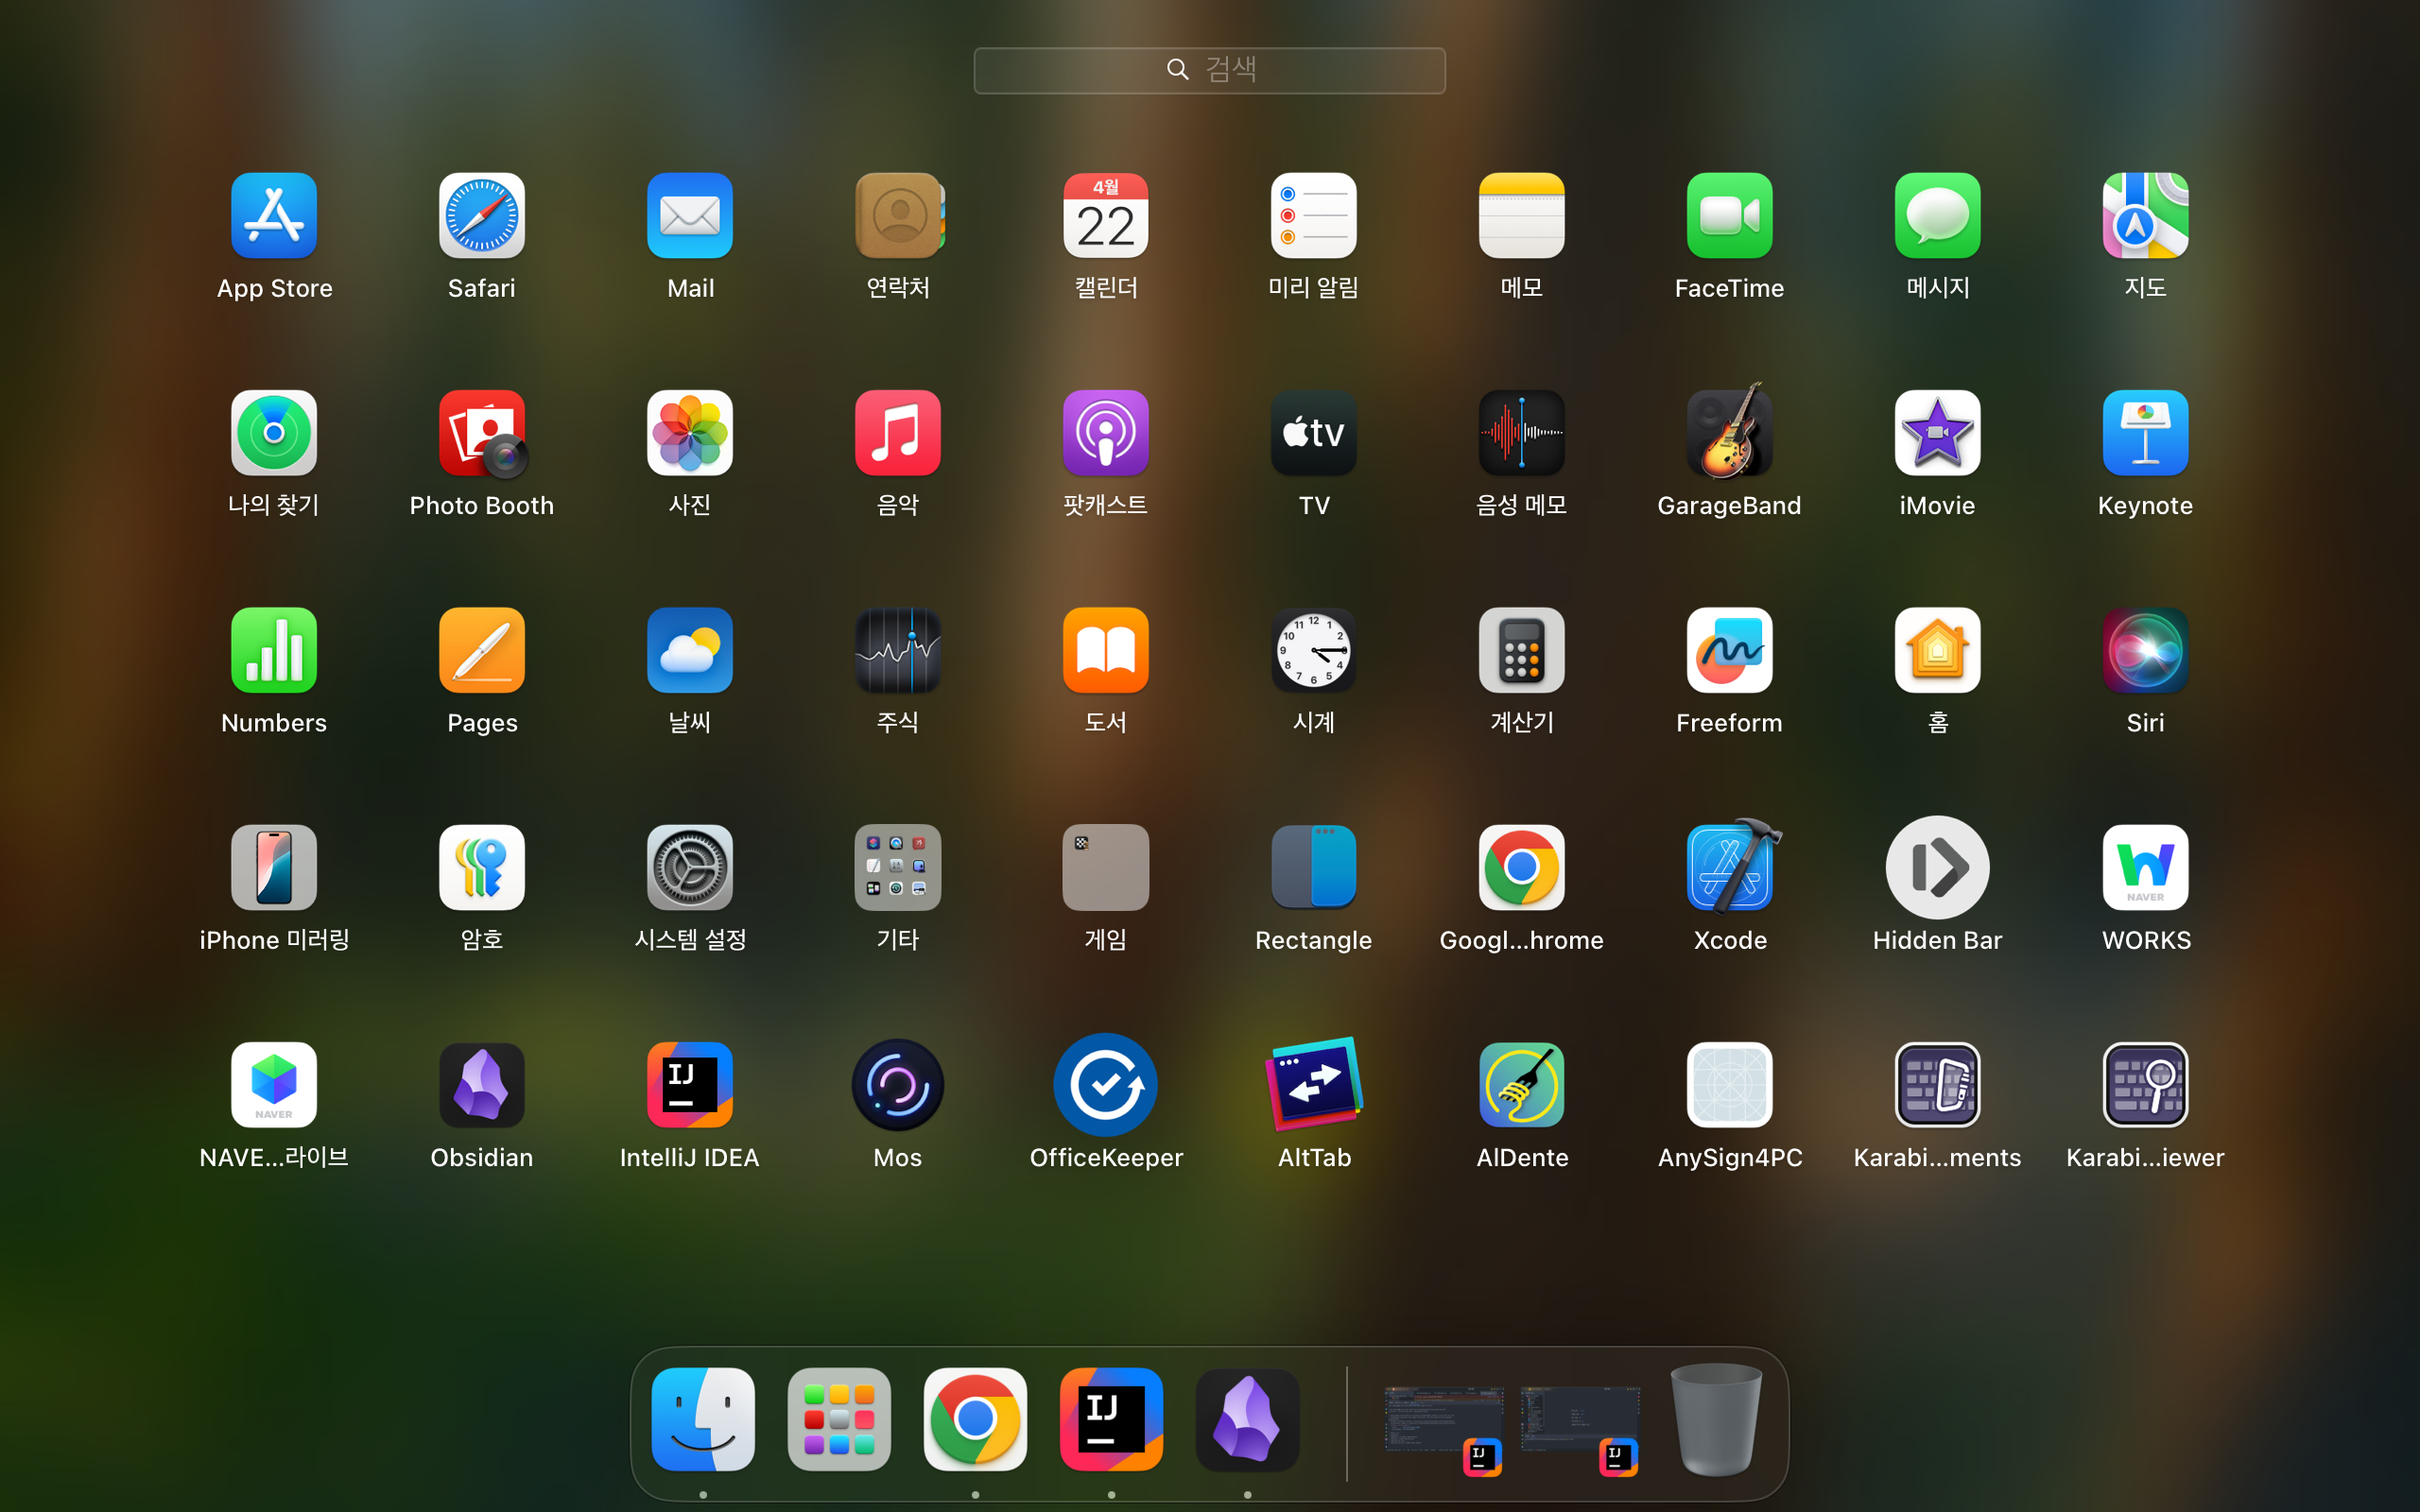 검색
App Store
Safari
Mail
연락처
4월
22
캘린더
미리 알림
메모
FaceTime
메시지
지도
나의 찾기
Photo Booth
사진
음악
팟캐스트
tv
TV
음성 메모
GarageBand
iMovie
Keynote
Numbers
Pages
날씨
주식
도서
시계
계산기
Freeform
홈
Siri
iPhone 미러링
암호
시스템 설정
기타
게임
Rectangle
Googl...hrome
Xcode
Hidden Bar
NAVER
WORKS
NAVER
NAVE...라이브
Obsidian
IJ
IntelliJ IDEA
Mos
OfficeKeeper
AltTab
AlDente
AnySign4PC
Karabi...ments
Karabi...iewer
IJ
IJ
IJ